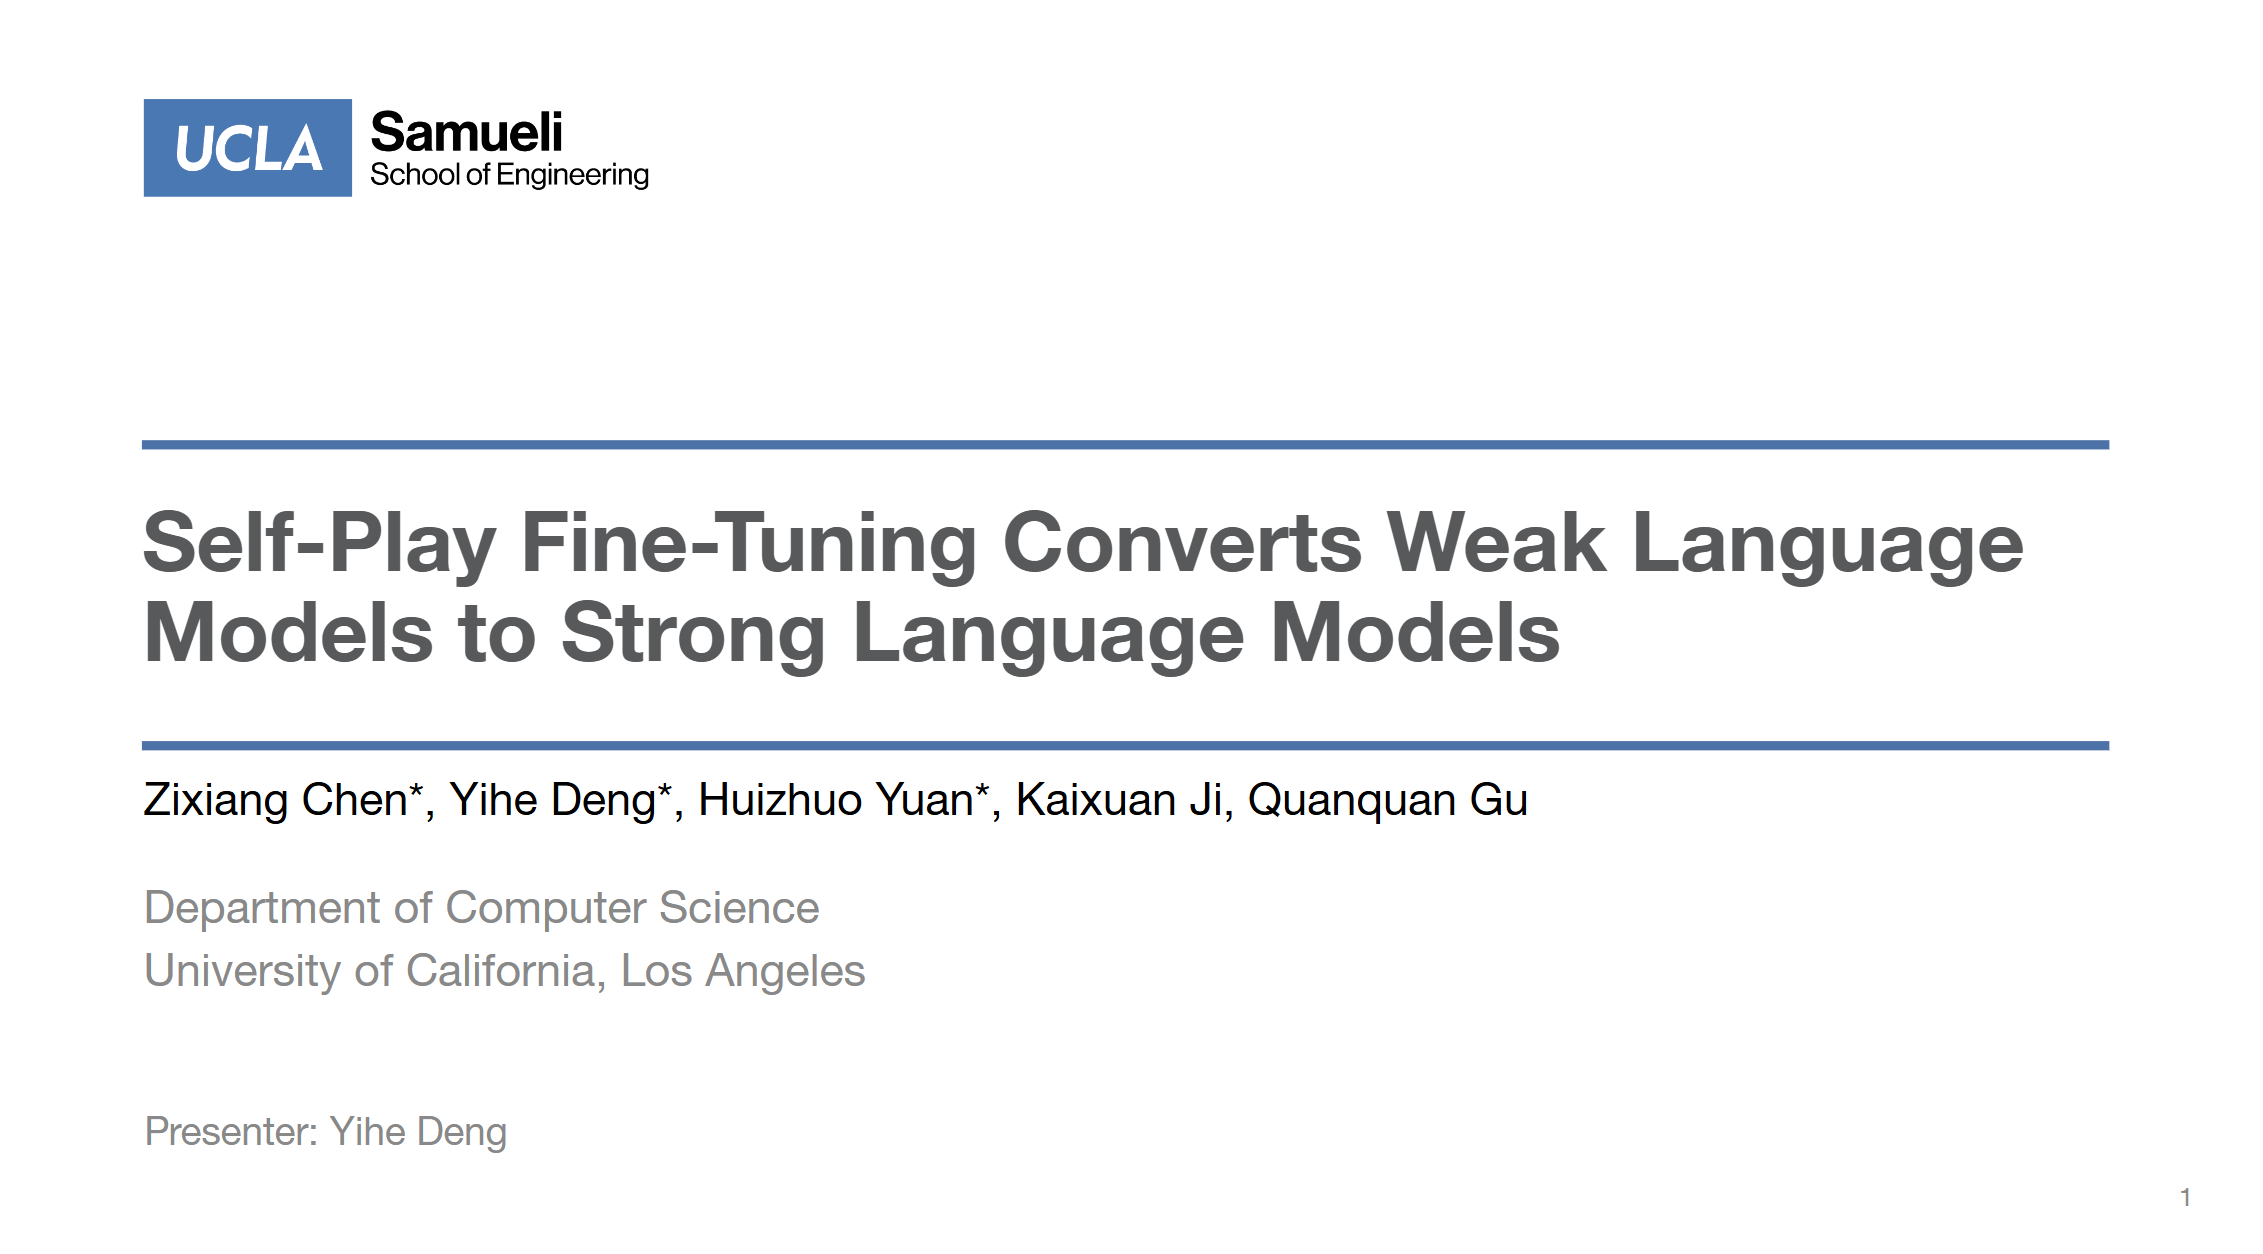 UCLA Samueli
School of Engineering
Self-Play Fine-Tuning Converts Weak Language
Models to Strong Language Models
Zixiang Chen*, Yihe Deng*, Huizhuo Yuan*, Kaixuan Ji, Quanquan Gu
Department of Computer Science
University of California, Los Angeles
Presenter: Yihe Deng
1